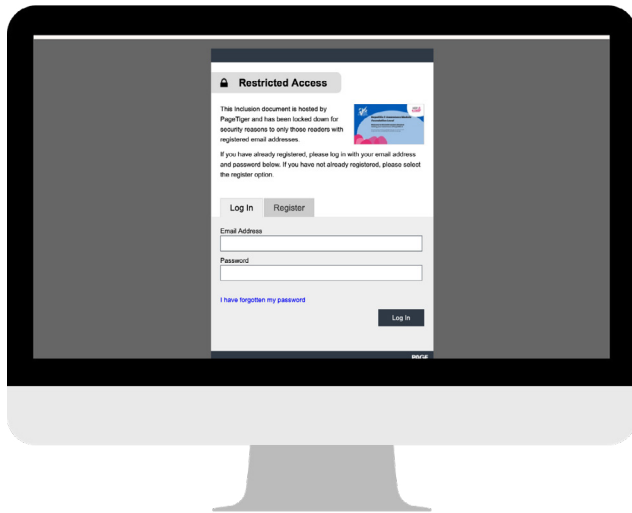 Restricted Access
This Inclusion document is hosted by
PageTiger and has been locked down for
security reasons to only those readers with
registered email addresses.
If you have already registered, please log in with your email address
and password below. If you have not already registered, please select
the register option.
Log In
Register
Email Address
Password
I have forgotten my password
Log In